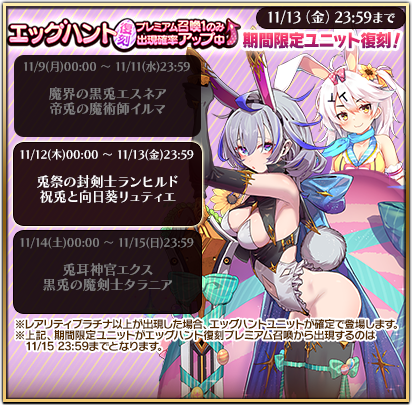 エッグハント復刻 プレミアム召喚1のみ
出現確率アップ中
11/13 (金) 23:59まで
期間限定ユニット復刻!
11/9(月)00:00 ～ 11/11(水)23:59
魔界の黒兎エスネア
帝兎の魔術師イルマ
11/12(木)00:00 ～ 11/13(金)23:59
兎祭の封剣士ランヒルド
祝兎と向日葵リュティエ
11/14(土)00:00 ～ 11/15(日)23:59
兎耳神官エクス
黒兎の魔剣士タラニア
※レアリティプラチナ以上が出現した場合、エッグハントユニットが確定で登場します。
※上記、期間限定ユニットがエッグハント復刻プレミアム召喚から出現するのは
11/15 23:59までとなります。